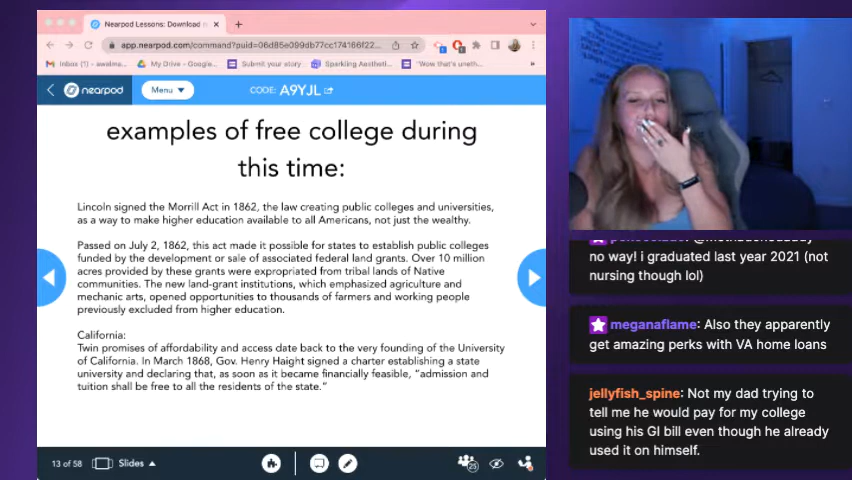 Nearpod Lessons: Download
app.nearpod.com/command?puid=06d85e099db77cc174166f22...
My Drive - Google...
Submit your story
Sparkling Aestheti...
nearpod
Menu
CODE: A9YJL
examples of free college during
this time:
Lincoln signed the Morrill Act in 1862, the law creating public colleges and universities,
as a way to make higher education available to all Americans, not just the wealthy.
Passed on July 2, 1862, this act made it possible for states to establish public colleges
funded by the development or sale of associated federal land grants. Over 10 million
acres provided by these grants were expropriated from tribal lands of Native
communities. The new land-grant institutions, which emphasized agriculture and
mechanic arts, opened opportunities to thousands of farmers and working people
previously excluded from higher education.
California:
Twin promises of affordability and access date back to the very founding of the University
of California. In March 1868, Gov. Henry Haight signed a charter establishing a state
university and declaring that, as soon as it became financially feasible, “admission and
tuition shall be free to all the residents of the state.”
13 of 58
Slides
25
no way! i graduated last year 2021 (not
nursing though lol)
meganaflame: Also they apparently
get amazing perks with VA home loans
jellyfish_spine: Not my dad trying to
tell me he would pay for my college
using his GI bill even though he already
used it on himself.